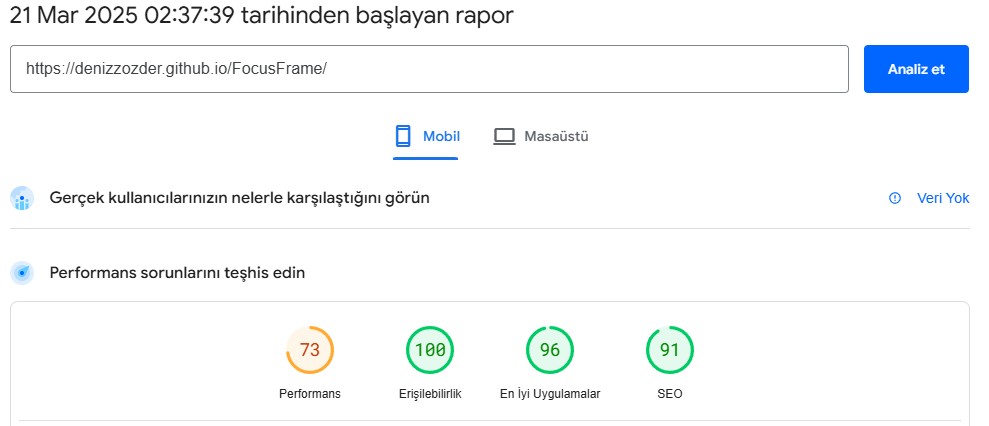 21 Mar 2025 02:37:39 tarihinden başlayan rapor
https://denizzozder.github.io/FocusFrame/
Analiz et
Mobil
Masaüstü
Gerçek kullanıcılarınızın nelerle karşılaştığını görün
Veri Yok
Performans sorunlarını teşhis edin
73
100
96
91
Performans
Erişilebilirlik
En İyi Uygulamalar
SEO